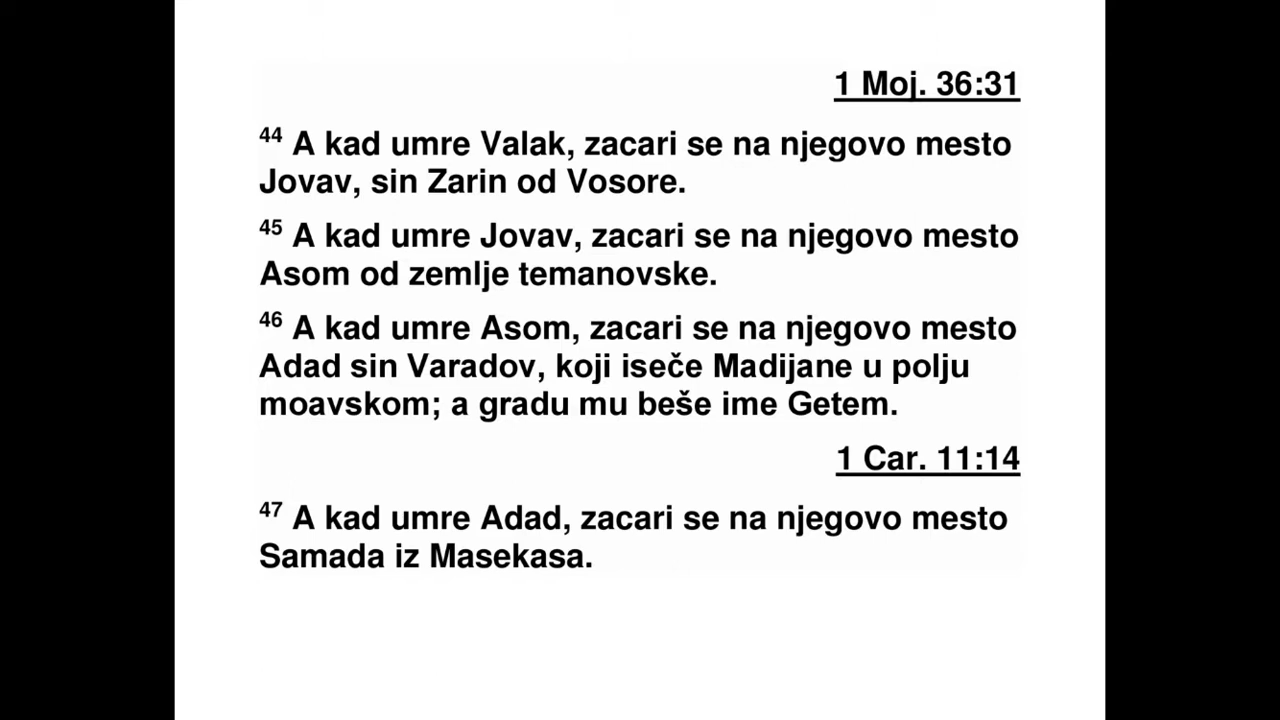 1 Moj. 36:31
44 A kad umre Valak, zacari se na njegovo mesto
Jovav, sin Zarin od Vosore.
45 A kad umre Jovav, zacari se na njegovo mesto
Asom od zemlje temanovske.
46 A kad umre Asom, zacari se na njegovo mesto
Adad sin Varadov, koji iseče Madijane u polju
moavskom; a gradu mu beše ime Getem.
1 Car. 11:14
47 A kad umre Adad, zacari se na njegovo mesto
Samada iz Masekasa.